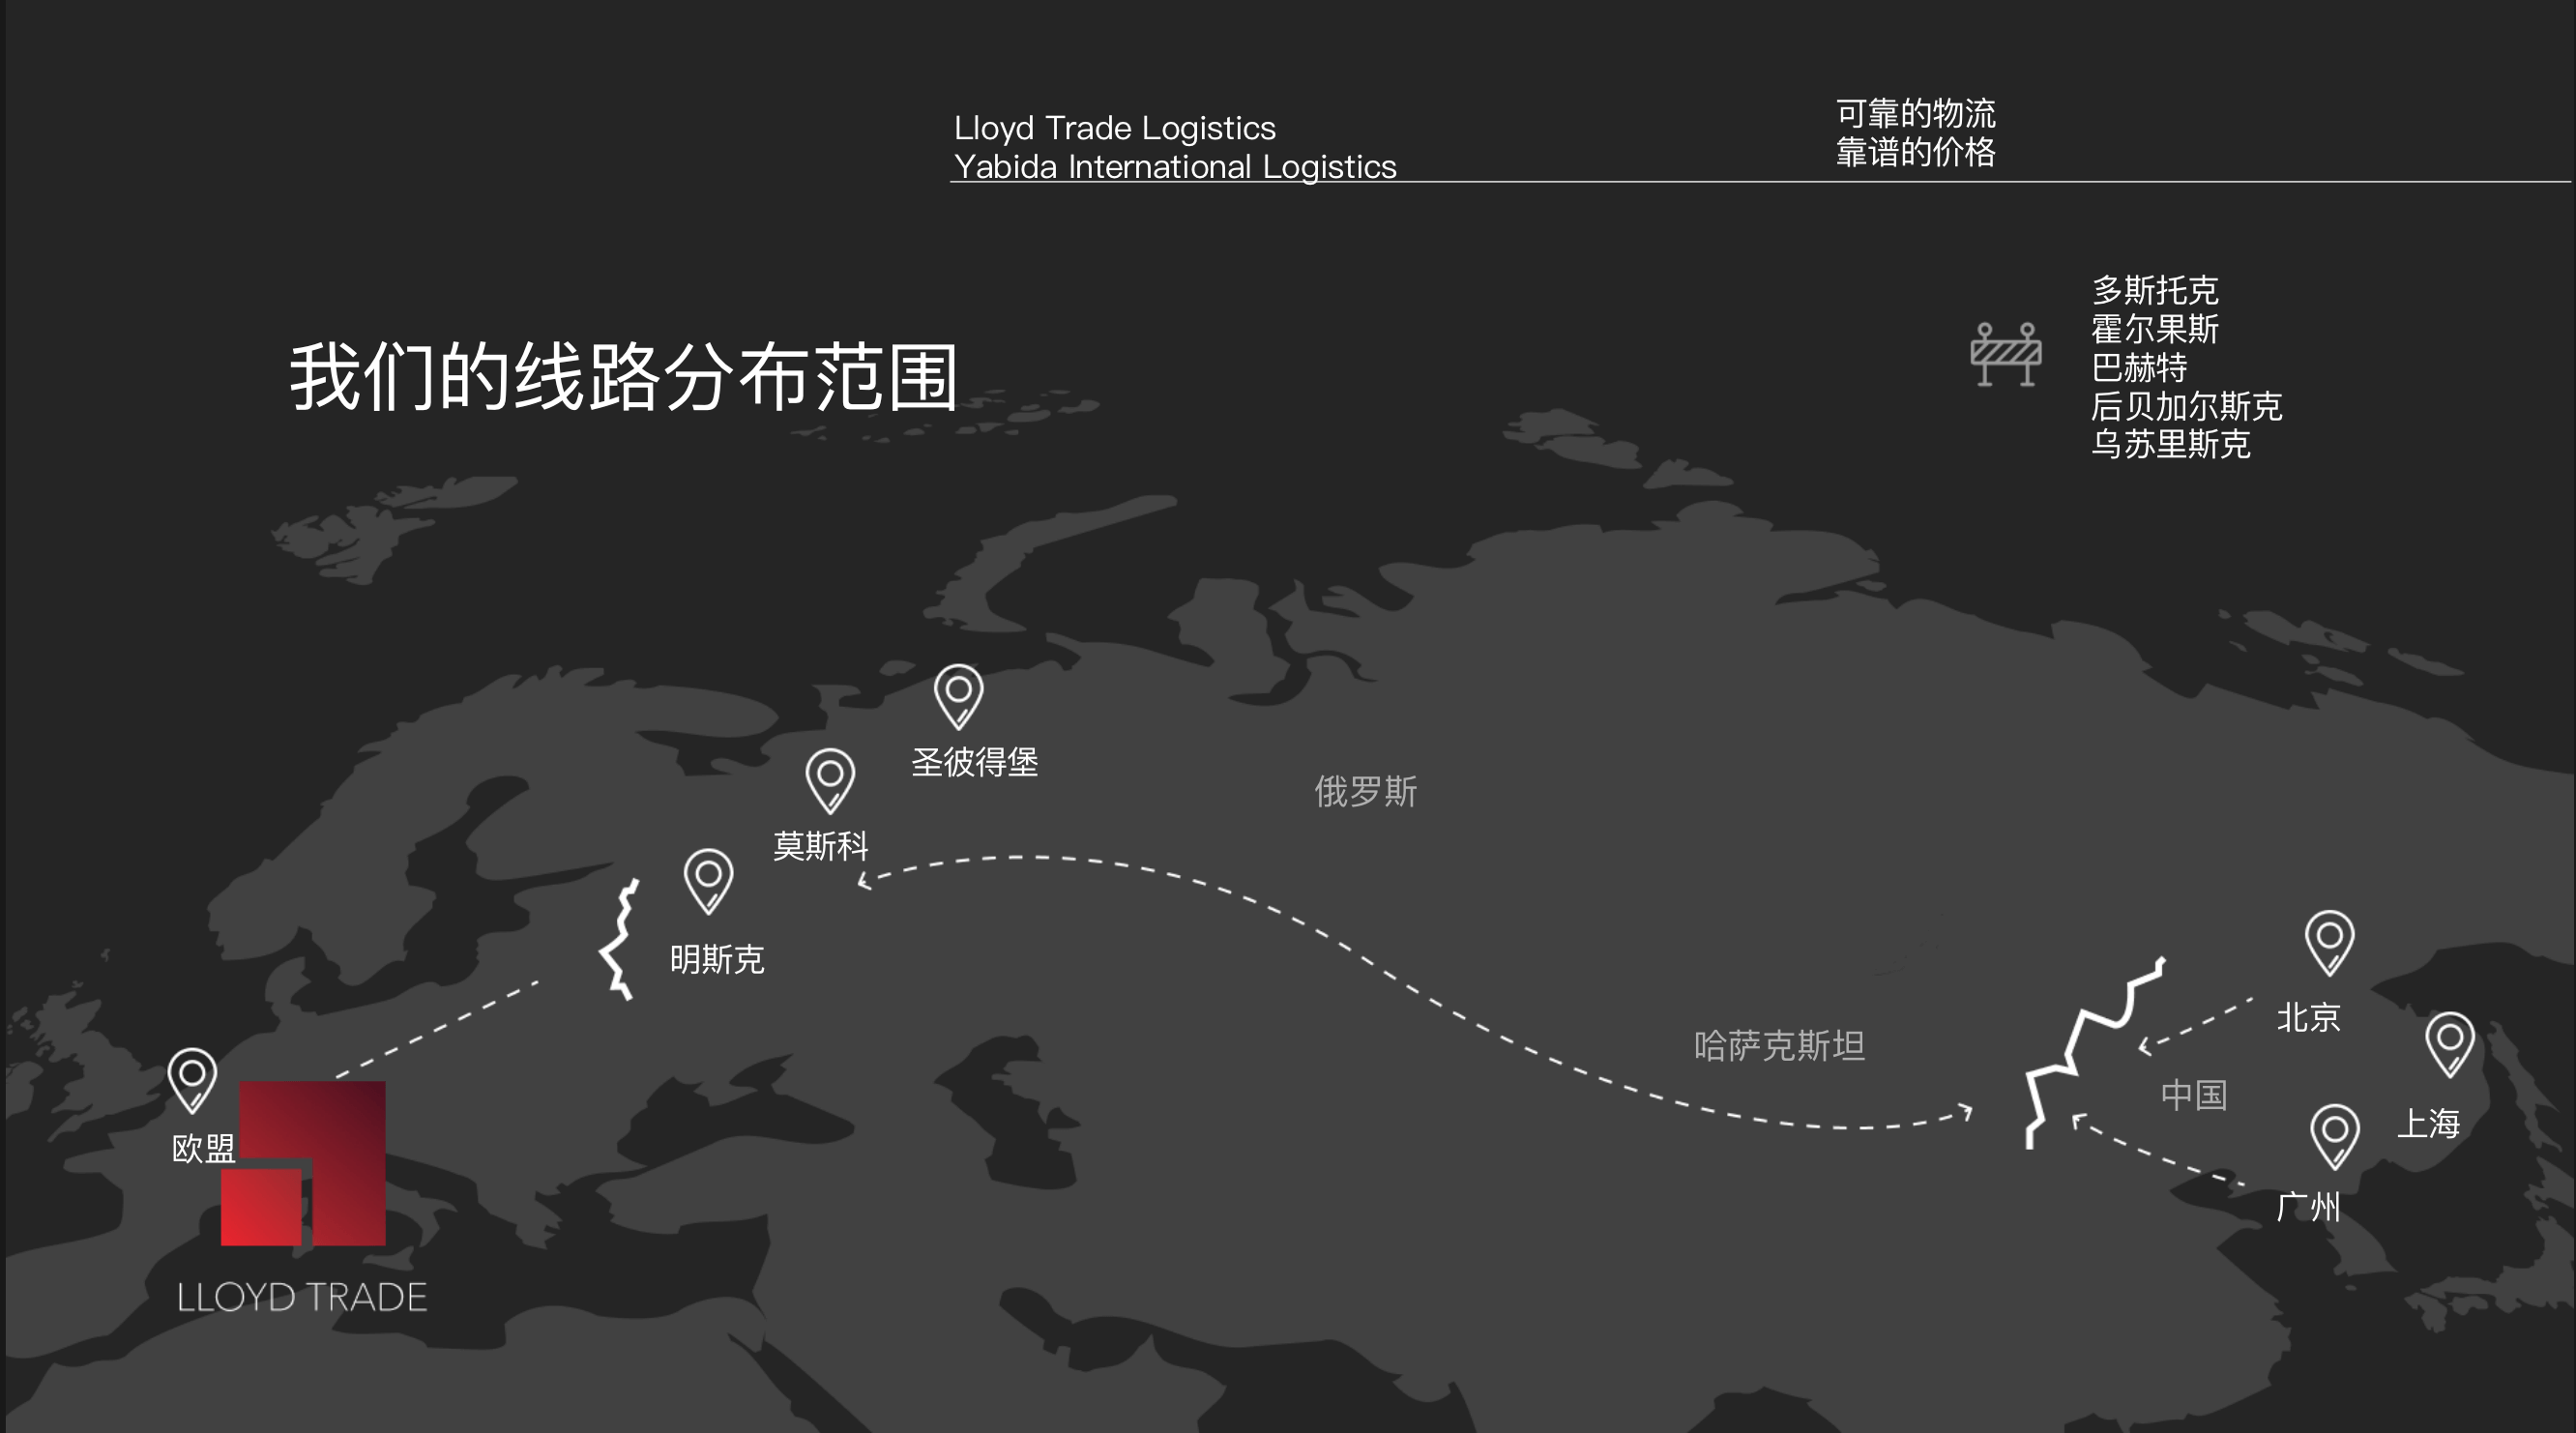 Lloyd Trade Logistics
Yabida International Logistics
可靠的物流
靠谱的价格
多斯托克
霍尔果斯
巴赫特
后贝加尔斯克
乌苏里斯克
我们的线路分布范围
圣彼得堡
俄罗斯
莫斯科
明斯克
北京
哈萨克斯坦
中国
上海
欧盟
广州
LLOYD TRADE